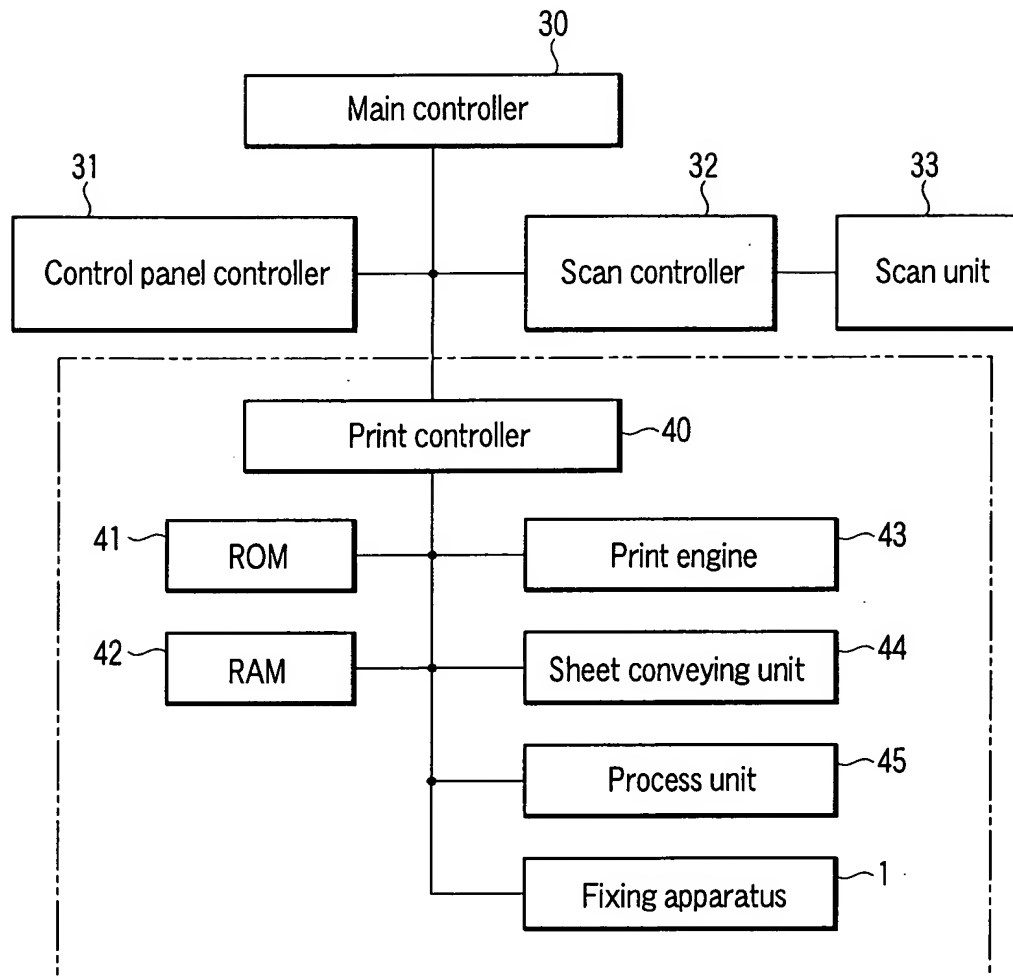 30
Main controller
31
Control panel controller
32
Scan controller
33
Scan unit
Print controller
40
41
ROM
43
Print engine
42
RAM
44
Sheet conveying unit
45
Process unit
1
Fixing apparatus